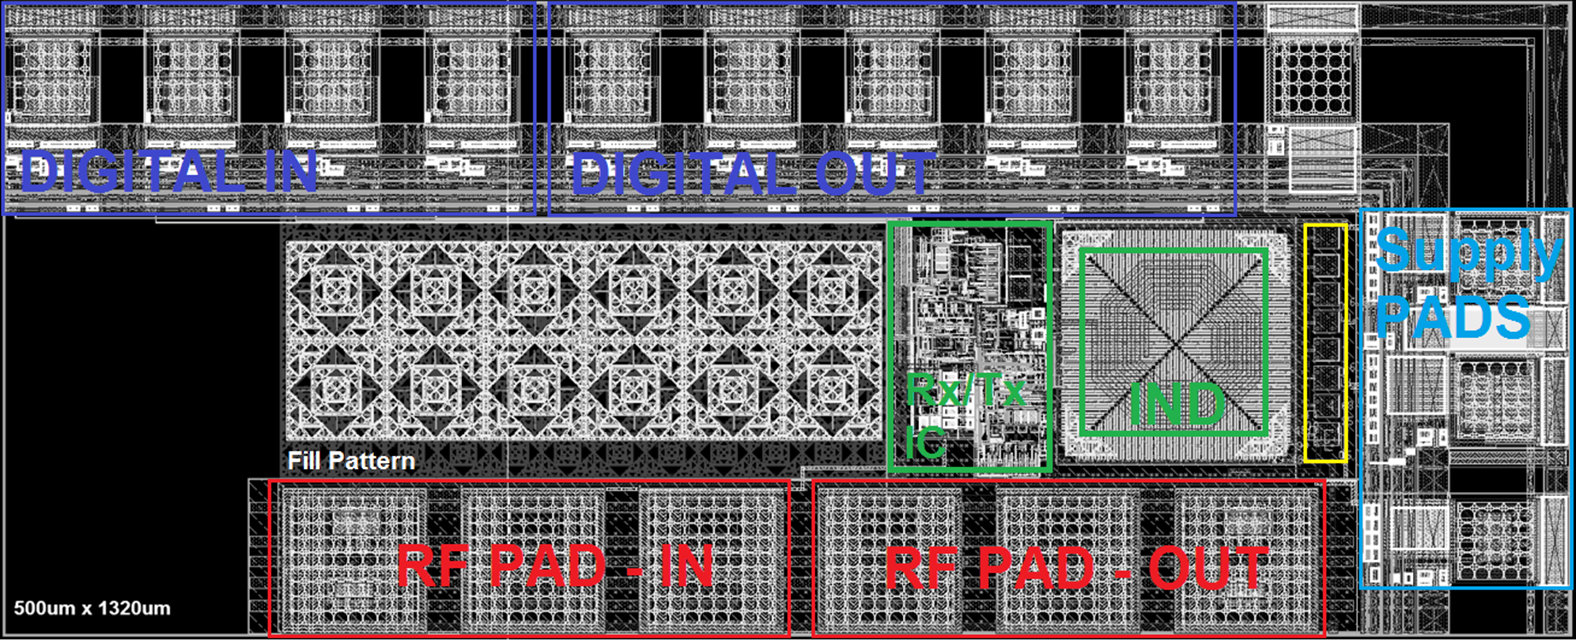 DIGITAL IN
DIGITAL OUT
Supply
PADS
Rx/Tx
IC
IND
Fill Pattern
RF PAD - IN
RF PAD - OUT
500um x 1320um